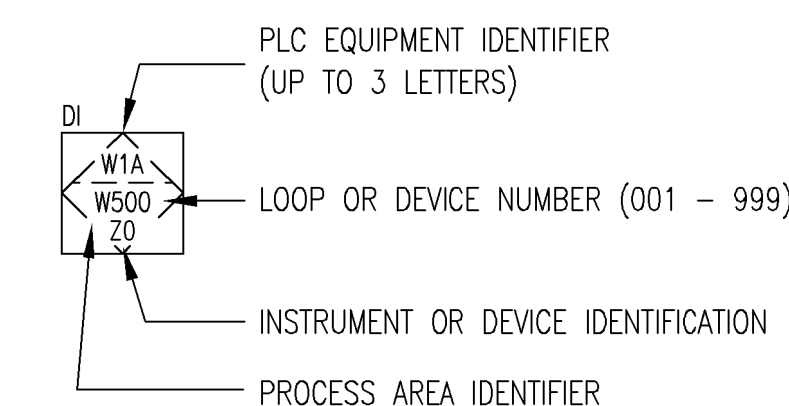 PLC EQUIPMENT IDENTIFIER
(UP TO 3 LETTERS)
DI
W1A
W500
LOOP OR DEVICE NUMBER (001 – 999)
ZO
INSTRUMENT OR DEVICE IDENTIFICATION
PROCESS AREA IDENTIFIER